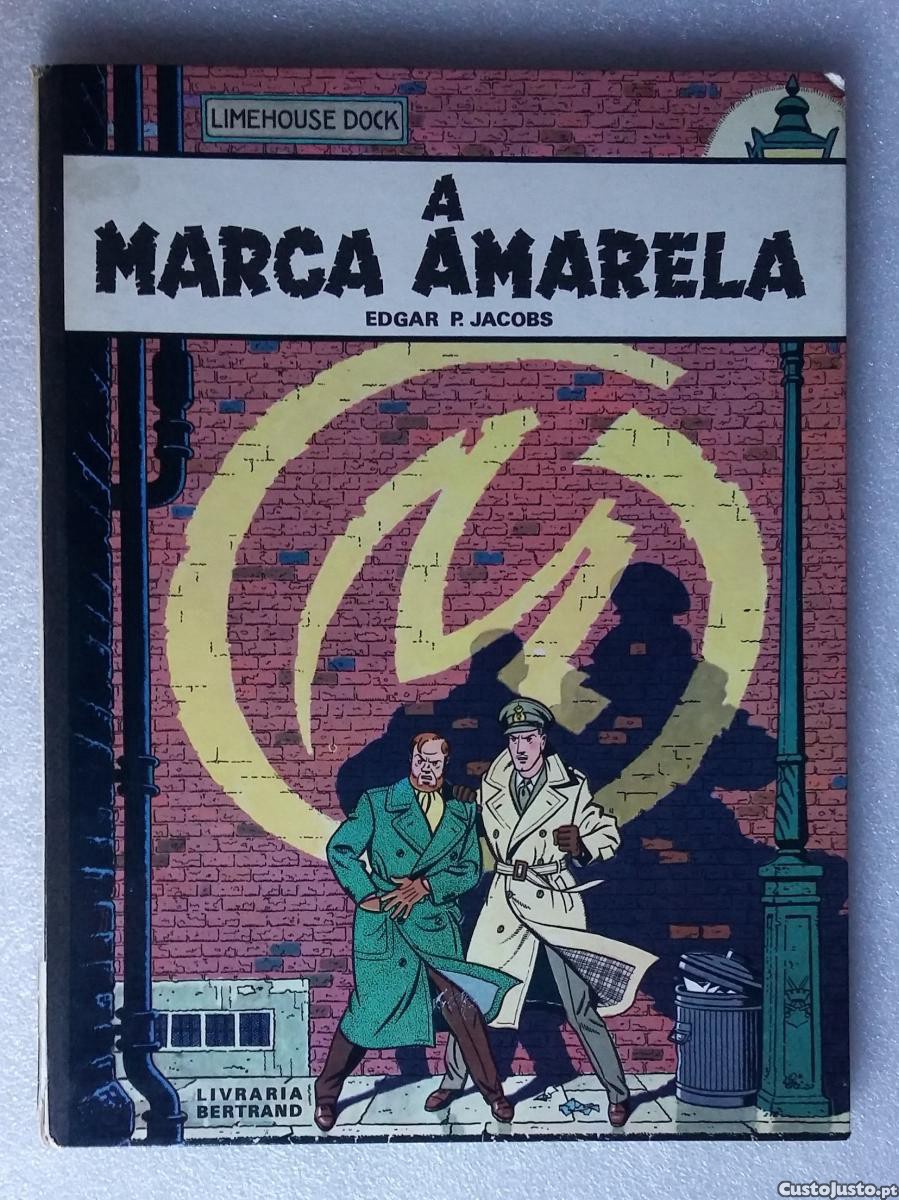 LIMEHOUSE DOCK
A
MARCA AMARELA
EDGAR P. JACOBS
LIVRARIA
BERTRAND
CustoJusto.pt